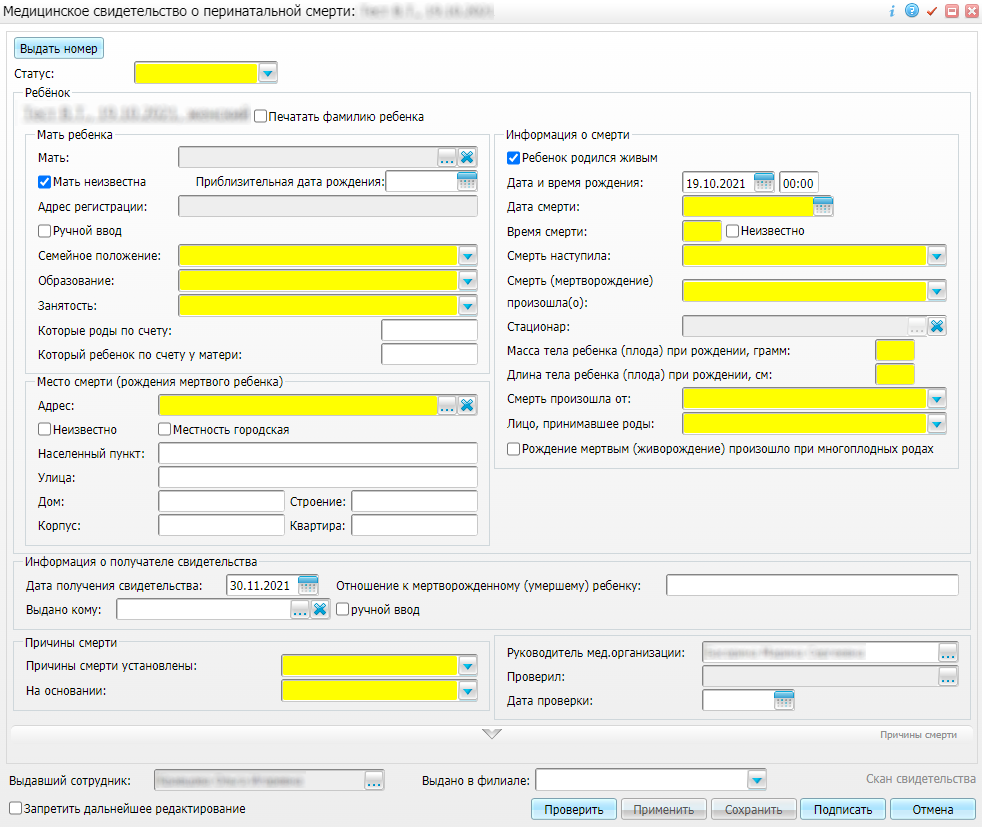 Медицинское свидетельство о перинатальной смерти:
Выдать номер
Статус:
Ребёнок
Печатать фамилию ребенка
Мать ребенка
Мать:
Мать неизвестна Приблизительная дата рождения:
Адрес регистрации:
Ручной ввод
Семейное положение:
Образование:
Занятость:
Которые роды по счету:
Который ребенок по счету у матери:
Место смерти (рождения мертвого ребенка)
Адрес:
Неизвестно Местность городская
Населенный пункт:
Улица:
Дом: Строение:
Корпус: Квартира:
Информация о смерти
Ребенок родился живым
Дата и время рождения: 19.10.2021 00:00
Дата смерти:
Время смерти: Неизвестно
Смерть наступила:
Смерть (мертворождение)
произошла(о):
Стационар:
Масса тела ребенка (плода) при рождении, грамм:
Длина тела ребенка (плода) при рождении, см:
Смерть произошла от:
Лицо, принимавшее роды:
Рождение мертвым (живорождение) произошло при многоплодных родах
Информация о получателе свидетельства
Дата получения свидетельства: 30.11.2021 Отношение к мертворожденному (умершему) ребенку:
Выдано кому: ... ручной ввод
Причины смерти
Причины смерти установлены:
На основании:
Руководитель мед.организации:
Проверил:
Дата проверки:
Причины смерти
Выдавший сотрудник: Выдано в филиале: Скан свидетельства
Запретить дальнейшее редактирование
Проверить Применить Сохранить Подписать Отмена